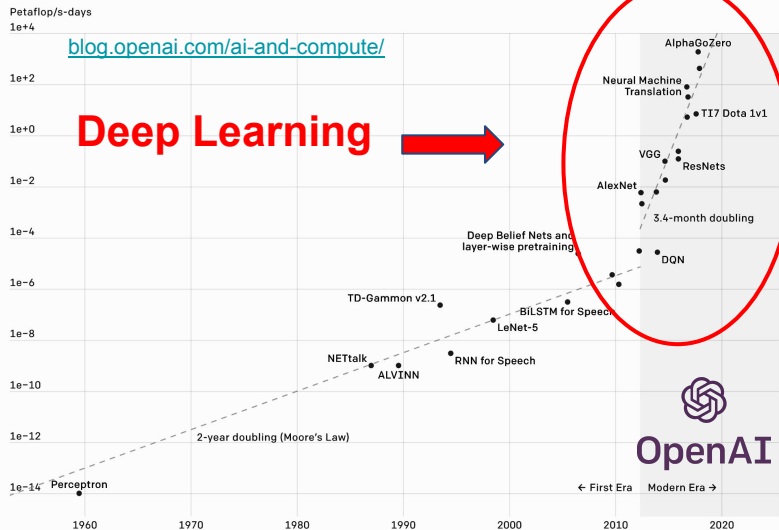 Petaflop/s-days
1e+4
blog.openai.com/ai-and-compute/
AlphaGoZero
1e+2
Neural Machine
Translation
TI7 Dota 1v1
1e+0
Deep Learning
VGG
ResNets
1e-2
AlexNet
3.4-month doubling
1e-4
Deep Belief Nets and
layer-wise pretraining
DQN
1e-6
TD-Gammon v2.1
BiLSTM for Speech
LeNet-5
1e-8
NETtalk
RNN for Speech
ALVINN
1e-10
2-year doubling (Moore's Law)
1e-12
OpenAI
1e-14
Perceptron
← First Era
Modern Era →
1960
1970
1980
1990
2000
2010
2020